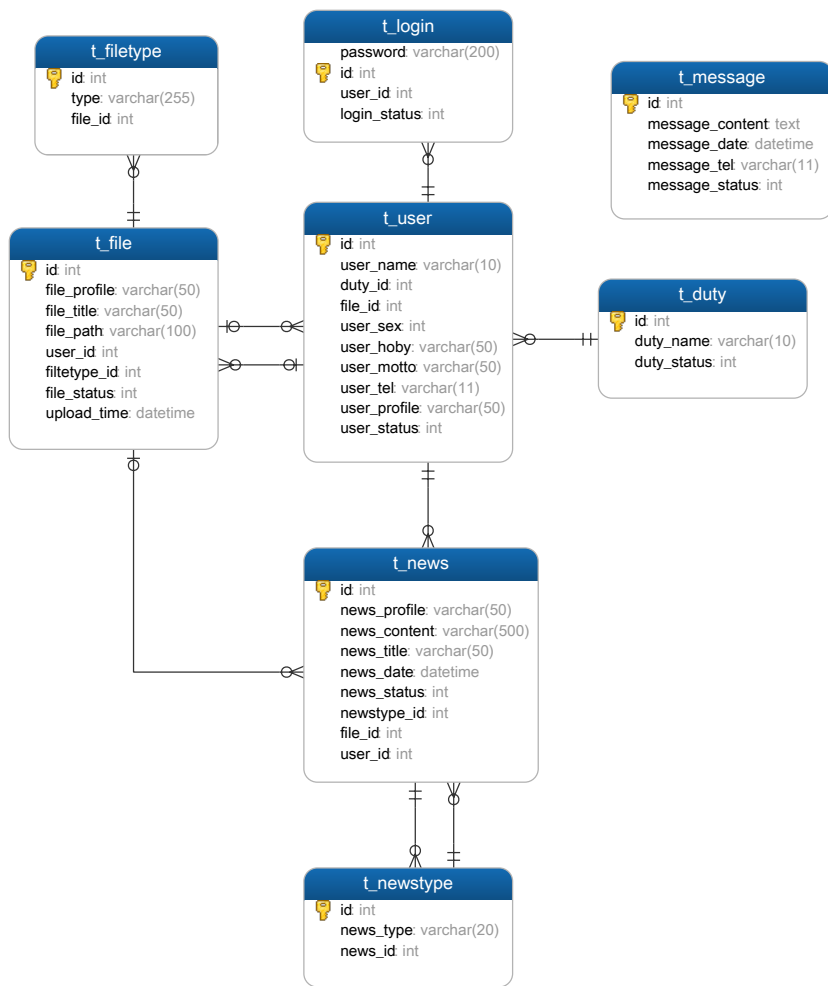 t_filetype
id: int
type: varchar(255)
file_id: int
t_login
password: varchar(200)
id: int
user_id: int
login_status: int
t_message
id: int
message_content: text
message_date: datetime
message_tel: varchar(11)
message_status: int
t_file
id: int
file_profile: varchar(50)
file_title: varchar(50)
file_path: varchar(100)
user_id: int
filtetype_id: int
file_status: int
upload_time: datetime
t_user
id: int
user_name: varchar(10)
duty_id: int
file_id: int
user_sex: int
user_hoby: varchar(50)
user_motto: varchar(50)
user_tel: varchar(11)
user_profile: varchar(50)
user_status: int
t_duty
id: int
duty_name: varchar(10)
duty_status: int
t_news
id: int
news_profile: varchar(50)
news_content: varchar(500)
news_title: varchar(50)
news_date: datetime
news_status: int
newstype_id: int
file_id: int
user_id: int
t_newstype
id: int
news_type: varchar(20)
news_id: int